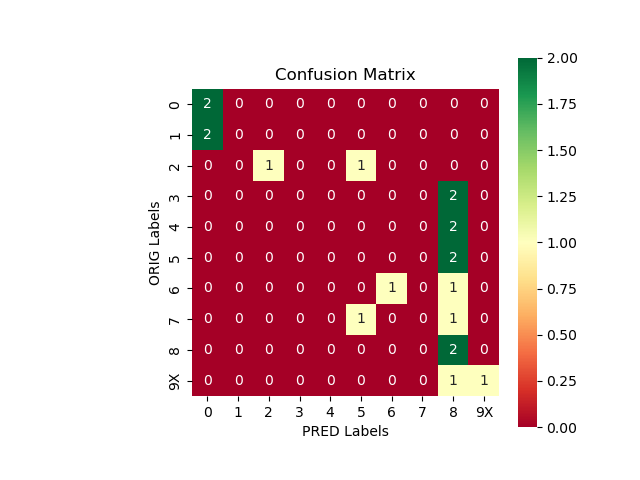 Confusion Matrix
ORIG Labels
0 2 0 0 0 0 0 0 0 0 0
1 2 0 0 0 0 0 0 0 0 0
2 0 0 1 0 0 1 0 0 0 0
3 0 0 0 0 0 0 0 0 2 0
4 0 0 0 0 0 0 0 0 2 0
5 0 0 0 0 0 0 0 0 2 0
6 0 0 0 0 0 0 1 0 1 0
7 0 0 0 0 0 1 0 0 1 0
8 0 0 0 0 0 0 0 0 2 0
9X 0 0 0 0 0 0 0 0 1 1
0 1 2 3 4 5 6 7 8 9X
PRED Labels
2.00
1.75
1.50
1.25
1.00
0.75
0.50
0.25
0.00